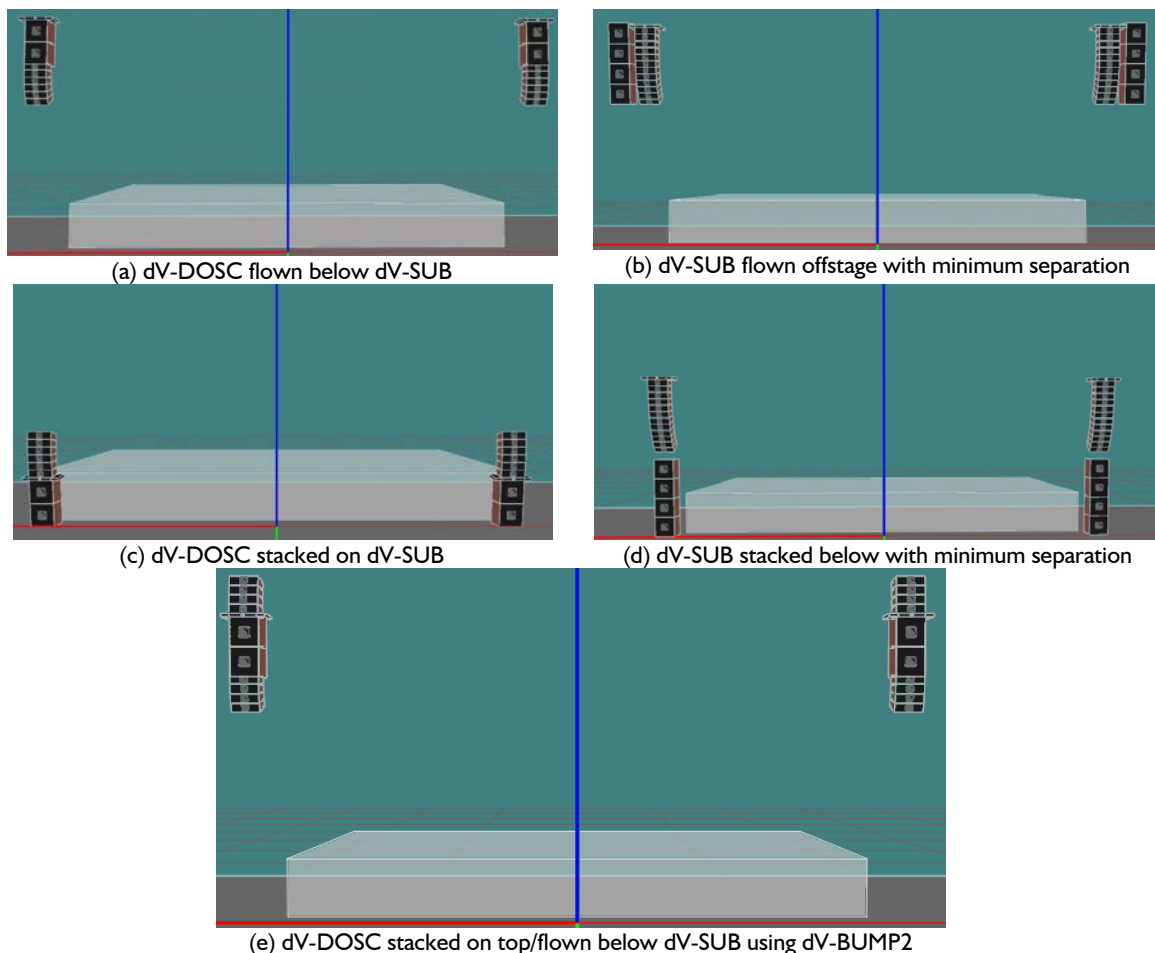 (a) dV-DOSC flown below dV-SUB
(b) dV-SUB flown offstage with minimum separation
(c) dV-DOSC stacked on dV-SUB
(d) dV-SUB stacked below with minimum separation
(e) dV-DOSC stacked on top/flown below dV-SUB using dV-BUMP2